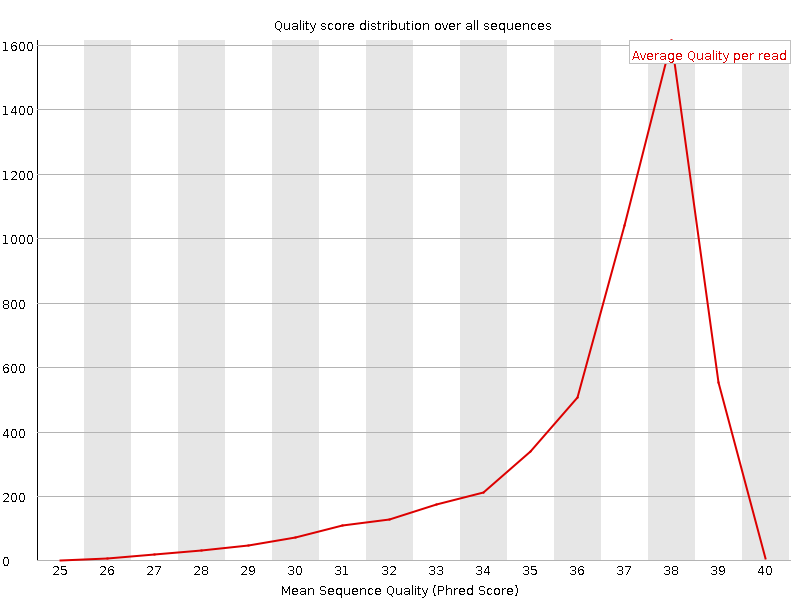 Quality score distribution over all sequences
1600
Average Quality per read
1400
1200
1000
800
600
400
200
0
25 26 27 28 29 30 31 32 33 34 35 36 37 38 39 40
Mean Sequence Quality (Phred Score)